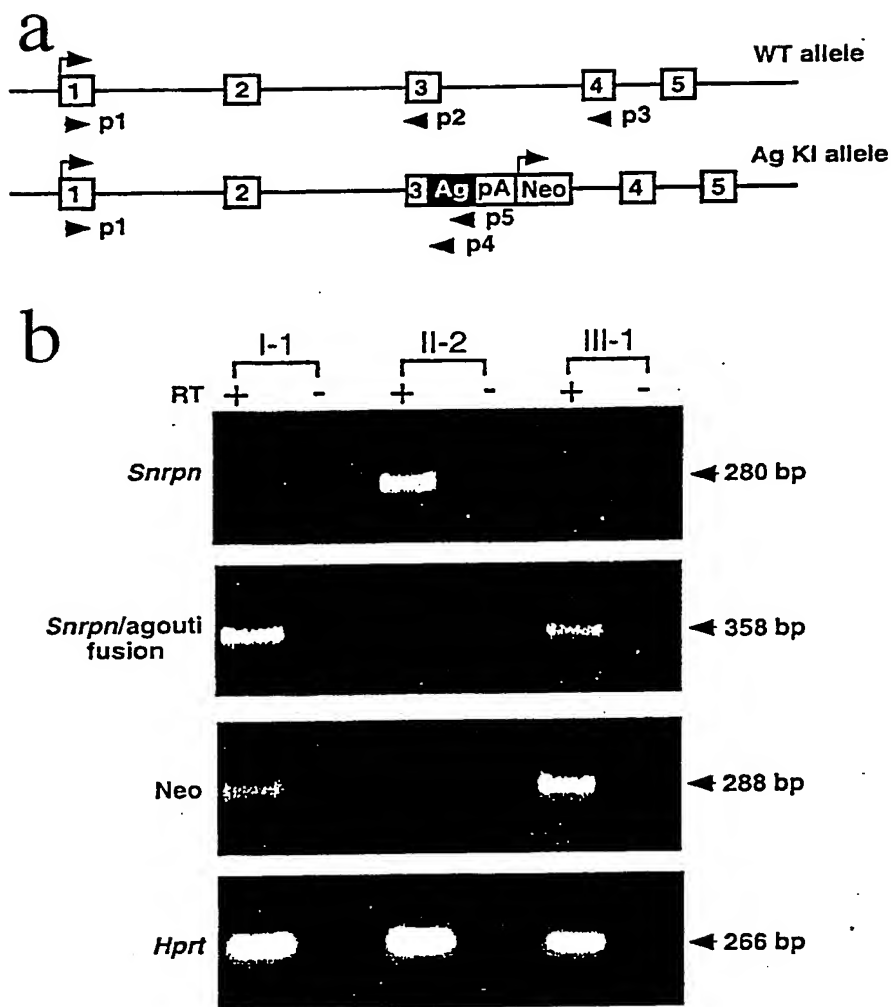 a
WT allele
1 2 3 4 5
p1 p2 p3
Ag KI allele
1 2 3 Ag pA Neo 4 5
p1 p5
p4
b
I-1 II-2 III-1
RT + - + - + -
Snrpn 280 bp
Snrpn/agouti
fusion
358 bp
Neo 288 bp
Hprt 266 bp